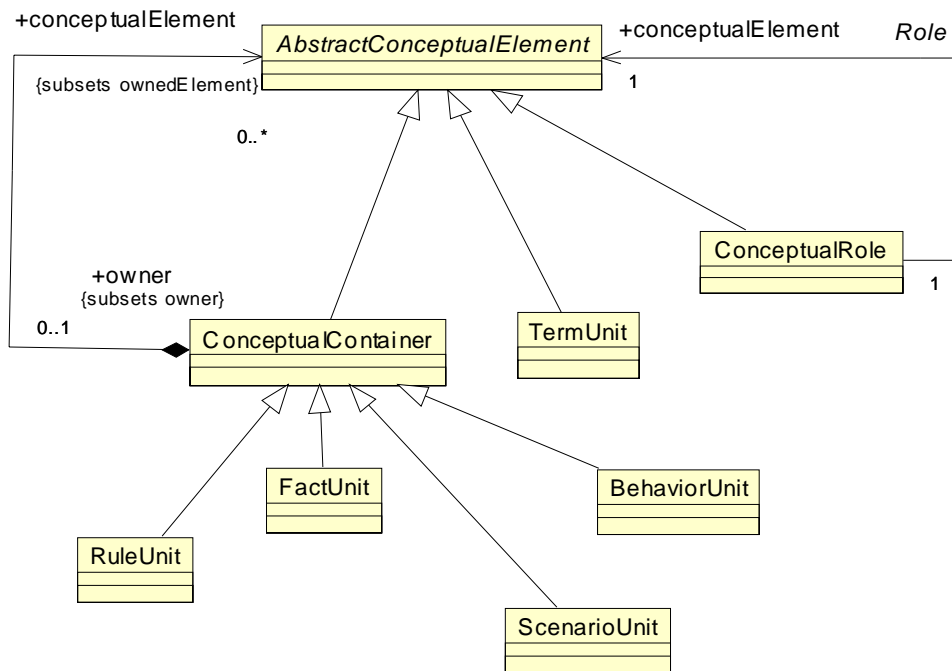 +conceptualElement
AbstractConceptualElement
+conceptualElement
Role
{subsets ownedElement}
1
0..*
ConceptualRole
1
+owner
{subsets owner}
0..1
ConceptualContainer
TermUnit
FactUnit
BehaviorUnit
RuleUnit
ScenarioUnit